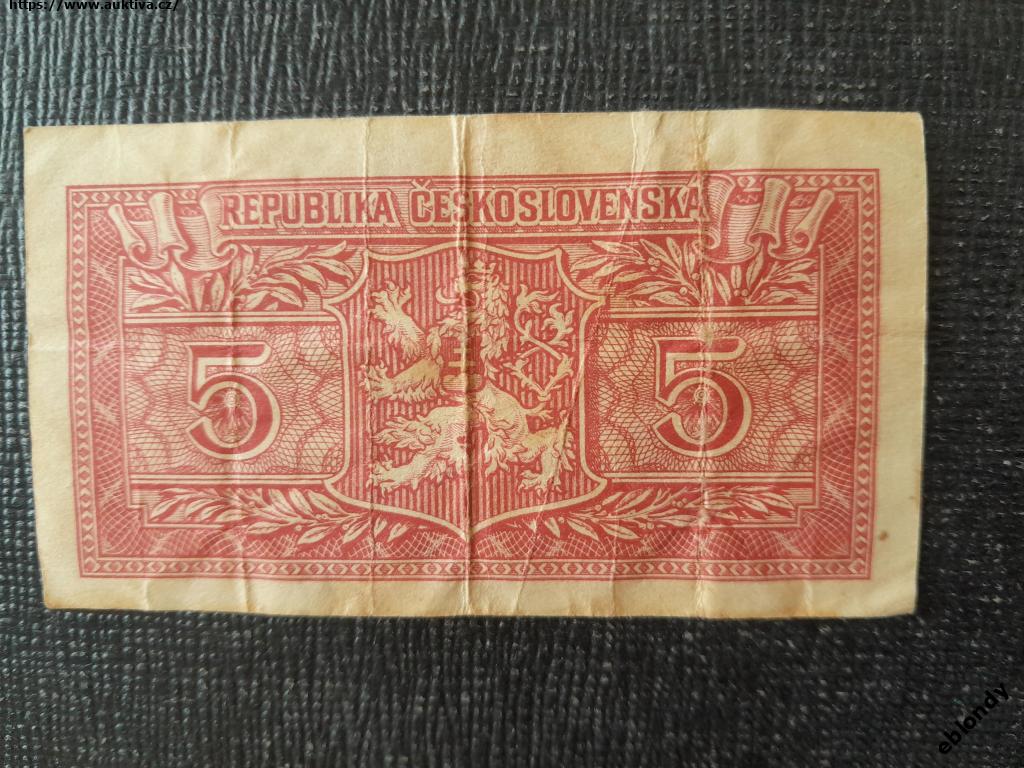 https://www.auktiva.cz/
REPUBLIKA ČESKOSLOVENSKÁ
5 5
eblondy